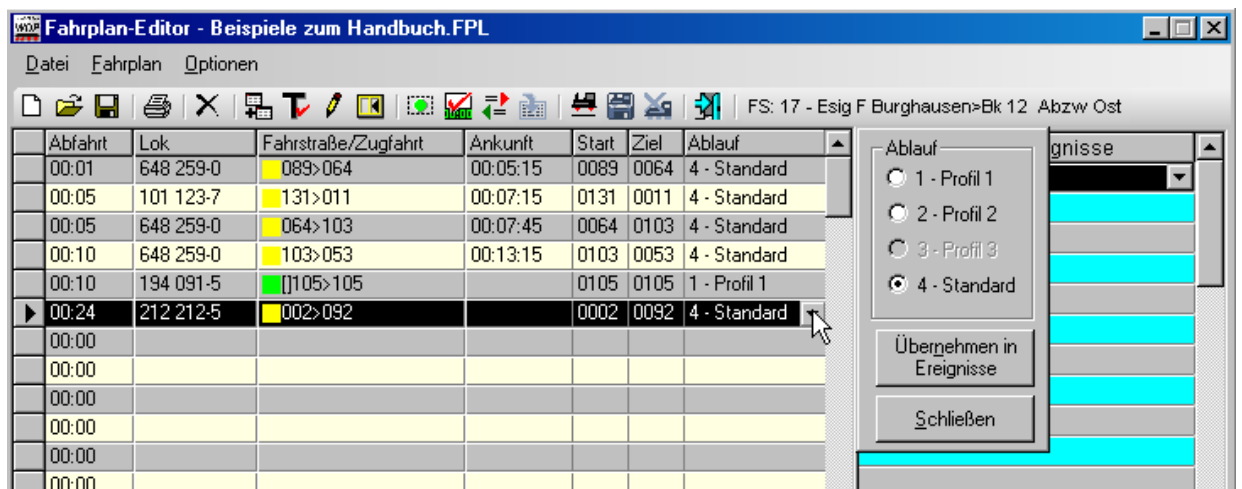 WDP Fahrplan-Editor - Beispiele zum Handbuch.FPL
Datei Fahrplan Optionen
FS: 17 - Esig F Burghausen>Bk 12 Abzw Ost
Abfahrt Lok Fahrstraße/Zugfahrt Ankunft Start Ziel Ablauf
00:01 648 259-0 089>064 00:05:15 0089 0064 4 - Standard
00:05 101 123-7 131>011 00:07:15 0131 0011 4 - Standard
00:05 648 259-0 064>103 00:07:45 0064 0103 4 - Standard
00:10 648 259-0 103>053 00:13:15 0103 0053 4 - Standard
00:10 194 091-5 []105>105 0105 0105 1 - Profil 1
00:24 212 212-5 002>092 0002 0092 4 - Standard
00:00
00:00
00:00
00:00
00:00
00:00
Ablauf
1 - Profil 1
2 - Profil 2
3 - Profil 3
4 - Standard
Übernehmen in
Ereignisse
Schließen
gnisse